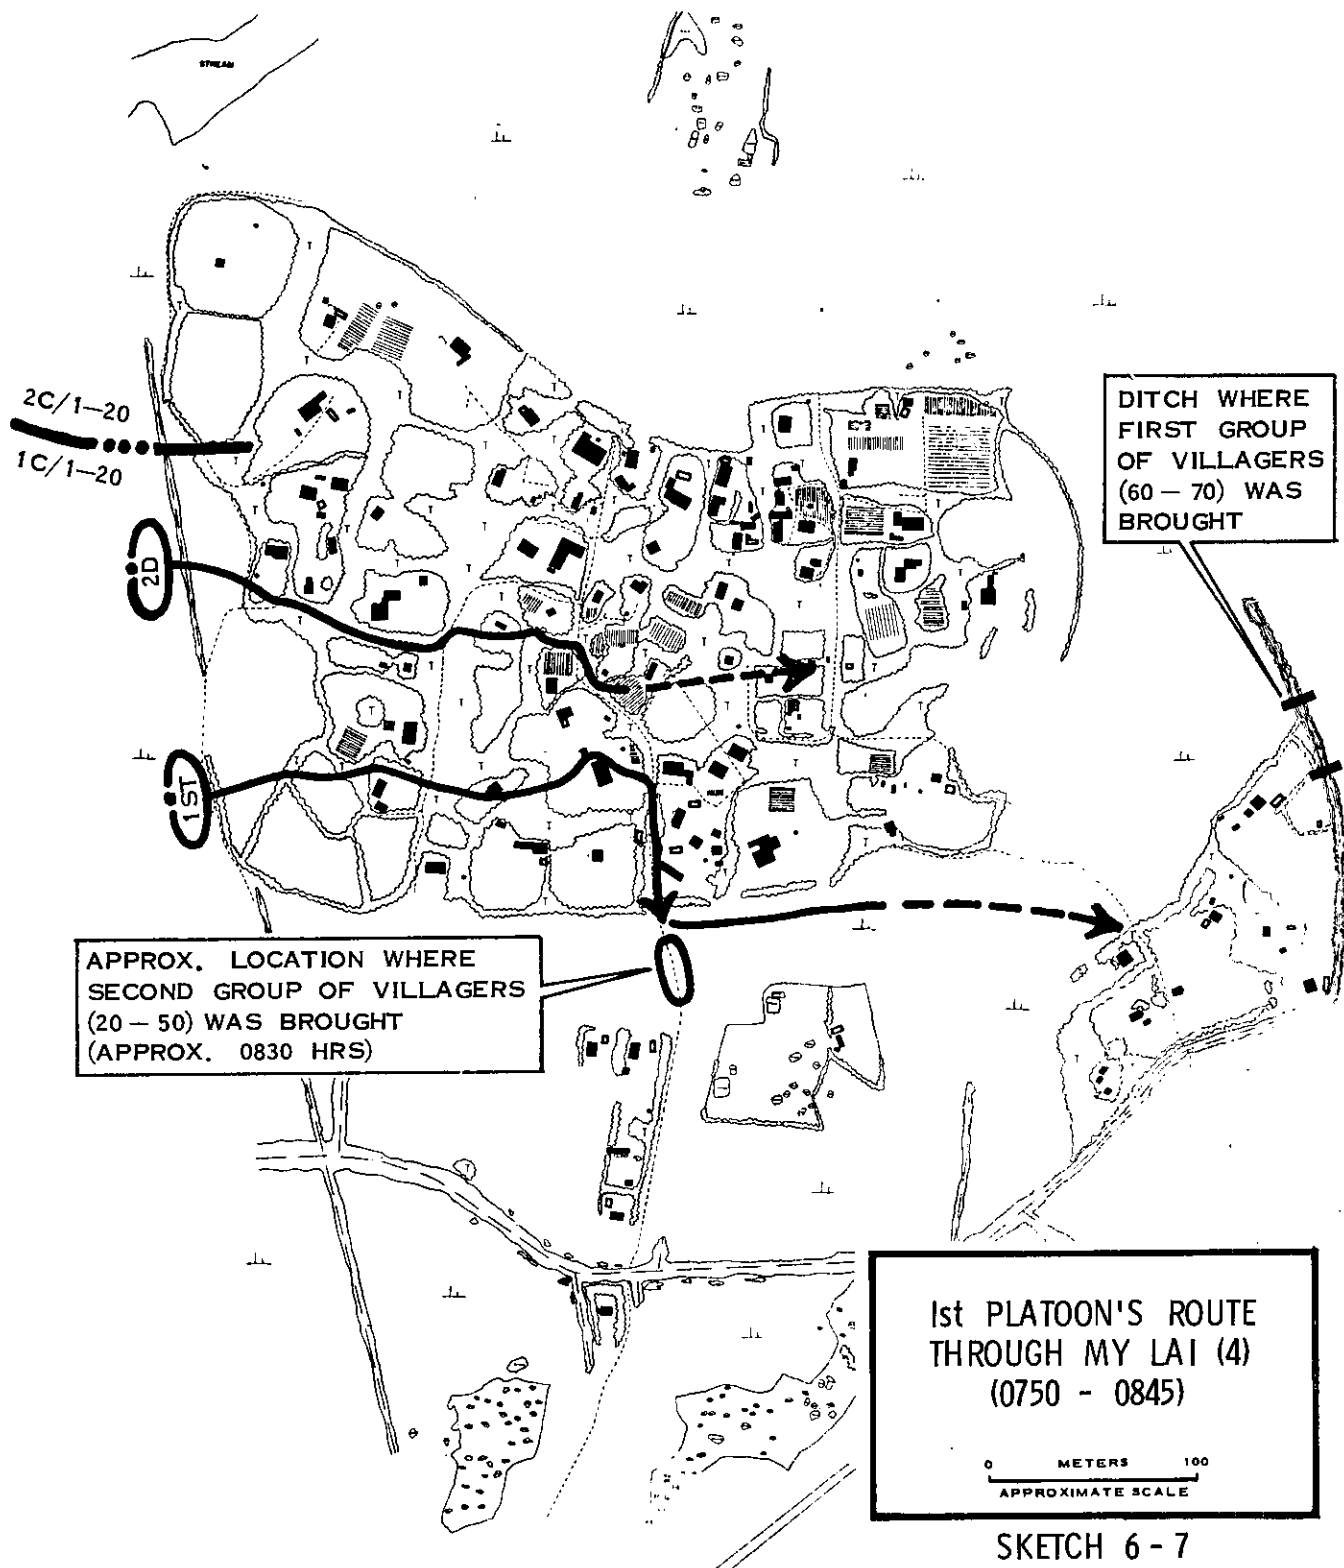 STREAM
2C/1–20
1C/1–20
DITCH WHERE
FIRST GROUP
OF VILLAGERS
(60 – 70) WAS
BROUGHT
2D
1ST
APPROX. LOCATION WHERE
SECOND GROUP OF VILLAGERS
(20 – 50) WAS BROUGHT
(APPROX. 0830 HRS)
1st PLATOON'S ROUTE
THROUGH MY LAI (4)
(0750 - 0845)
0 METERS 100
APPROXIMATE SCALE
SKETCH 6 - 7